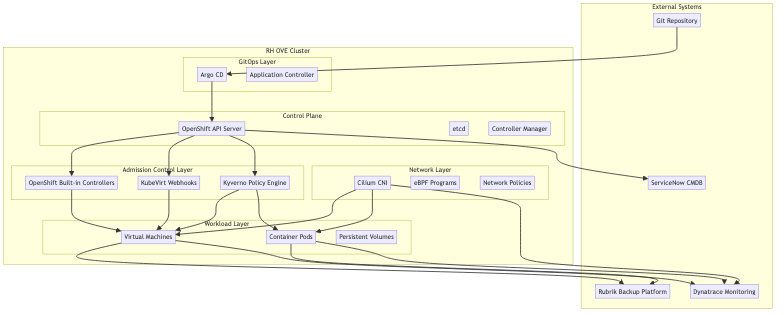 External Systems
Git Repository
RH OVE Cluster
GitOps Layer
Argo CD
Application Controller
Control Plane
OpenShift API Server
etcd
Controller Manager
Admission Control Layer
OpenShift Built-in Controllers
KubeVirt Webhooks
Kyverno Policy Engine
Network Layer
Cilium CNI
eBPF Programs
Network Policies
ServiceNow CMDB
Workload Layer
Virtual Machines
Container Pods
Persistent Volumes
Rubrik Backup Platform
Dynatrace Monitoring